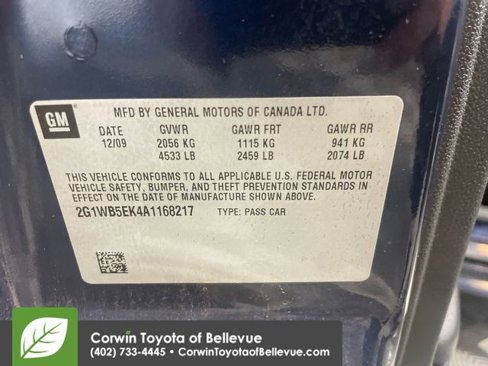 GM
MFD BY GENERAL MOTORS OF CANADA LTD.
DATE GVWR GAWR FRT GAWR RR
12/09 2056 KG 1115 KG 941 KG
4533 LB 2459 LB 2074 LB
THIS VEHICLE CONFORMS TO ALL APPLICABLE U.S. FEDERAL MOTOR
VEHICLE SAFETY, BUMPER, AND THEFT PREVENTION STANDARDS IN
EFFECT ON THE DATE OF MANUFACTURE SHOWN ABOVE.
2G1WB5EK4A1168217 TYPE: PASS CAR
Corwin Toyota of Bellevue
(402) 733-4445 • CorwinToyotaofBellevue.com